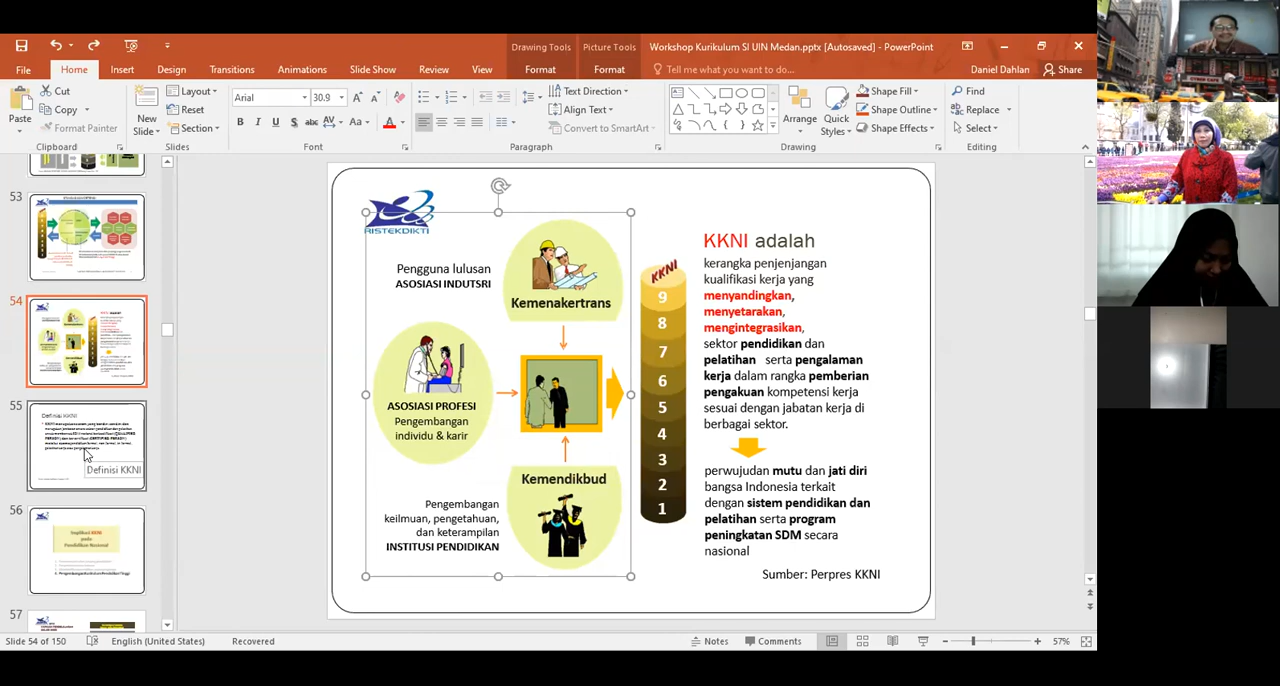 Drawing Tools
Picture Tools
Workshop Kurikulum SI UIN Medan.pptx [Autosaved] - PowerPoint
File
Home
Insert
Design
Transitions
Animations
Slide Show
Review
View
Format
Format
Tell me what you want to do...
Daniel Dahlan
Share
Paste
Cut
Copy
Format Painter
Clipboard
New
Slide
Layout
Reset
Section
Slides
Arial
30.9
Font
Text Direction
Align Text
Convert to SmartArt
Paragraph
Arrange
Quick
Styles
Shape Fill
Shape Outline
Shape Effects
Drawing
Find
Replace
Select
Editing
53
54
55
Definisi KKNI
Definisi KKNI
56
Implikasi KKNI
pada
Pendidikan Nasional
57
RISTEKDIKTI
Pengguna lulusan
ASOSIASI INDUTSRI
Kemenakertrans
ASOSIASI PROFESI
Pengembangan
individu & karir
Kemendikbud
Pengembangan
keilmuan, pengetahuan,
dan keterampilan
INSTITUSI PENDIDIKAN
KKNI
9
8
7
6
5
4
3
2
1
KKNI adalah
kerangka penjenjangan
kualifikasi kerja yang
menyandingkan,
menyetarakan,
mengintegrasikan,
sektor pendidikan dan
pelatihan serta pengalaman
kerja dalam rangka pemberian
pengakuan kompetensi kerja
sesuai dengan jabatan kerja di
berbagai sektor.
perwujudan mutu dan jati diri
bangsa Indonesia terkait
dengan sistem pendidikan dan
pelatihan serta program
peningkatan SDM secara
nasional
Sumber: Perpres KKNI
Slide 54 of 150
English (United States)
Recovered
Notes
Comments
57%